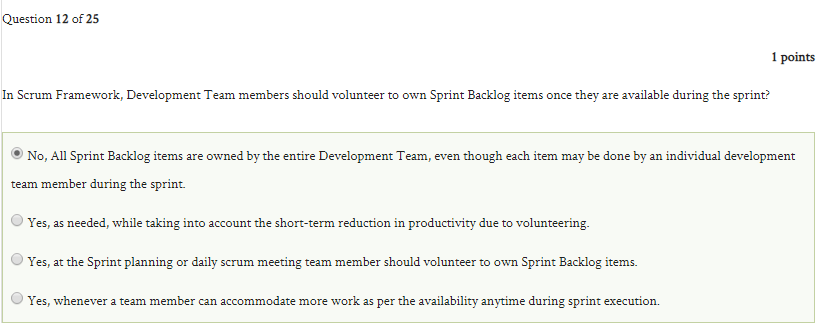 Question 12 of 25
1 points
In Scrum Framework, Development Team members should volunteer to own Sprint Backlog items once they are available during the sprint?
No, All Sprint Backlog items are owned by the entire Development Team, even though each item may be done by an individual development
team member during the sprint.
Yes, as needed, while taking into account the short-term reduction in productivity due to volunteering.
Yes, at the Sprint planning or daily scrum meeting team member should volunteer to own Sprint Backlog items.
Yes, whenever a team member can accommodate more work as per the availability anytime during sprint execution.